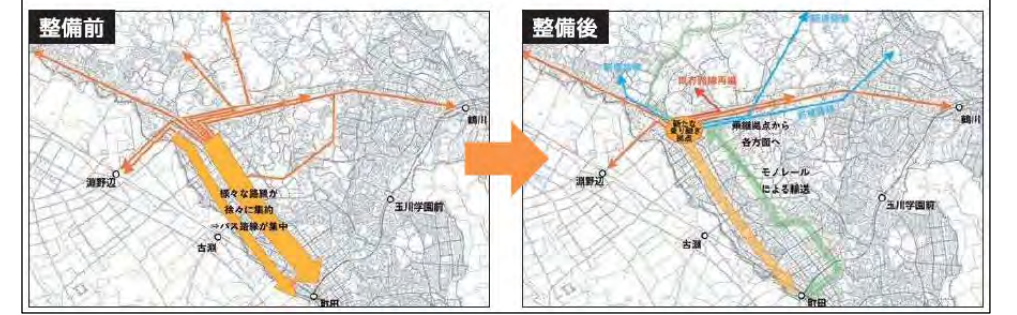 整備前
鶴川
淵野辺
様々な路線が
徐々に集約
⇒バス路線が集中
玉川学園前
古淵
町田
整備後
既存路線再編
新たな
乗り継ぎ
拠点
乗継拠点から
各方面へ
鶴川
淵野辺
モノレール
による輸送
玉川学園前
古淵
町田